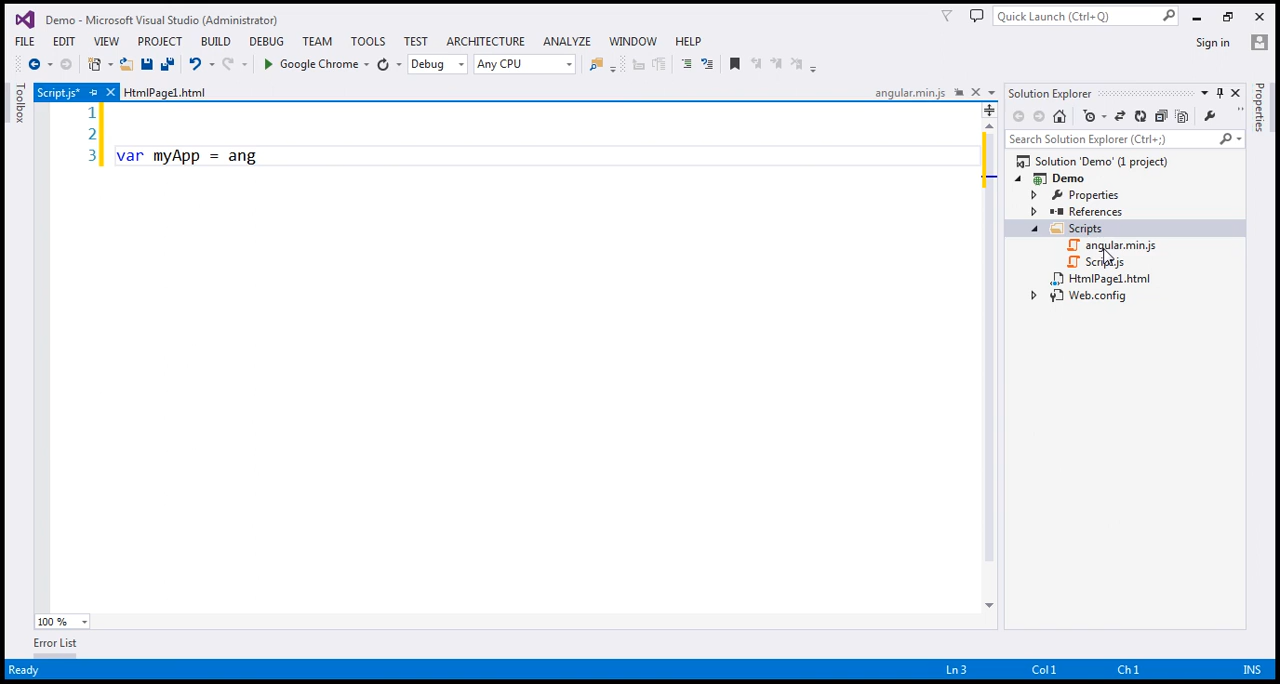 Demo - Microsoft Visual Studio (Administrator)
Quick Launch (Ctrl+Q)
FILE EDIT VIEW PROJECT BUILD DEBUG TEAM TOOLS TEST ARCHITECTURE ANALYZE WINDOW HELP
Sign in
Google Chrome Debug Any CPU
Toolbox
Script.js* HtmlPage1.html angular.min.js
1
2
3 var myApp = ang
100 %
Error List
Solution Explorer
Search Solution Explorer (Ctrl+;)
Solution 'Demo' (1 project)
Demo
Properties
References
Scripts
angular.min.js
Script.js
HtmlPage1.html
Web.config
Properties
Ready Ln 3 Col 1 Ch 1 INS